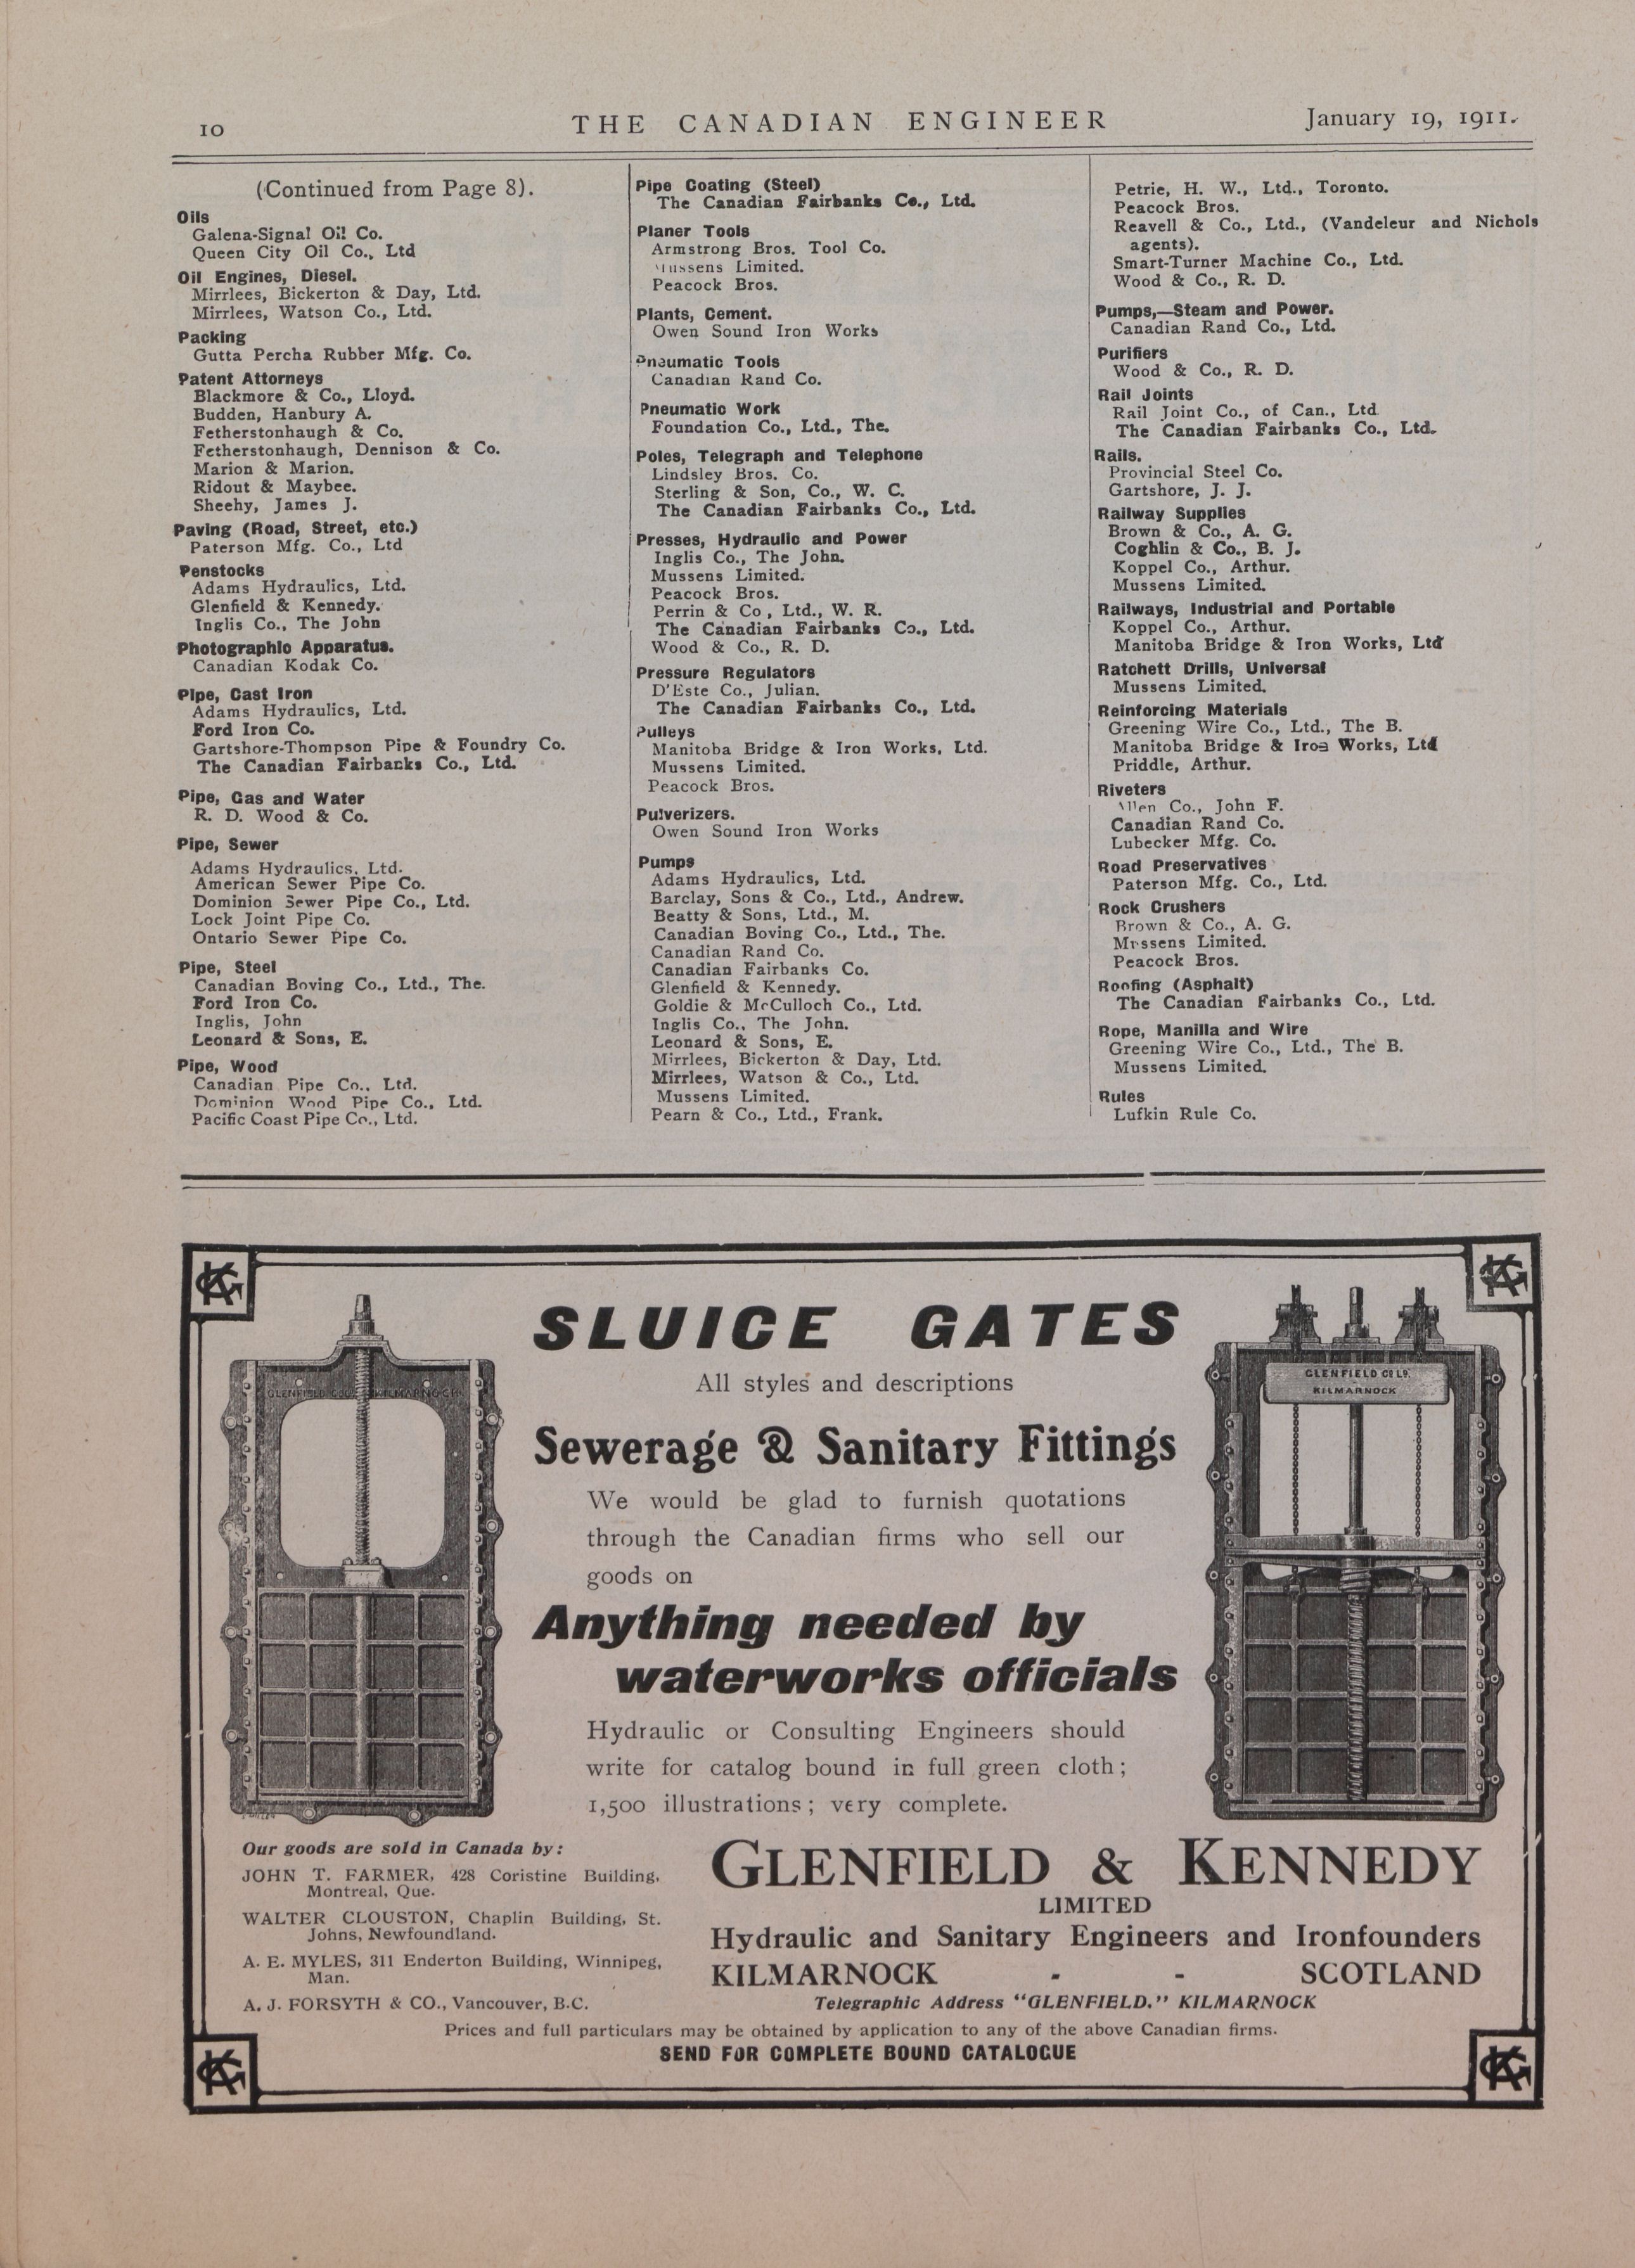 10
THE CANADIAN ENGINEER
January 19, 1911.
(Continued from Page 8).
Oils
Galena-Signal Oil Co.
Queen City Oil Co., Ltd
Oil Engines, Diesel.
Mirrlees, Bickerton & Day, Ltd.
Mirrlees, Watson Co., Ltd.
Packing
Gutta Percha Rubber Mfg. Co.
Patent Attorneys
Blackmore & Co., Lloyd.
Budden, Hanbury A.
Fetherstonhaugh & Co.
Fetherstonhaugh, Dennison & Co.
Marion & Marion.
Ridout & Maybee.
Sheehy, James J.
Paving (Road, Street, etc.)
Paterson Mfg. Co., Ltd
Penstocks
Adams Hydraulics, Ltd.
Glenfield & Kennedy.
Inglis Co., The John
Photographic Apparatus.
Canadian Kodak Co.
Pipe, Cast Iron
Adams Hydraulics, Ltd.
Ford Iron Co.
Gartshore-Thompson Pipe & Foundry Co.
The Canadian Fairbanks Co., Ltd.
Pipe, Gas and Water
R. D. Wood & Co.
Pipe, Sewer
Adams Hydraulics, Ltd.
American Sewer Pipe Co.
Dominion Sewer Pipe Co., Ltd.
Lock Joint Pipe Co.
Ontario Sewer Pipe Co.
Pipe, Steel
Canadian Boving Co., Ltd., The.
Ford Iron Co.
Inglis, John
Leonard & Sons, E.
Pipe, Wood
Canadian Pipe Co., Ltd.
Dominion Wood Pipe Co., Ltd.
Pacific Coast Pipe Co., Ltd.
Pipe Coating (Steel)
The Canadian Fairbanks Co., Ltd.
Planer Tools
Armstrong Bros. Tool Co.
Mussens Limited.
Peacock Bros.
Plants, Cement.
Owen Sound Iron Works
Pneumatic Tools
Canadian Rand Co.
Pneumatic Work
Foundation Co., Ltd., The.
Poles, Telegraph and Telephone
Lindsley Bros. Co.
Sterling & Son, Co., W. C.
The Canadian Fairbanks Co., Ltd.
Presses, Hydraulic and Power
Inglis Co., The John.
Mussens Limited.
Peacock Bros.
Perrin & Co, Ltd., W. R.
The Canadian Fairbanks Co., Ltd.
Wood & Co., R. D.
Pressure Regulators
D'Este Co., Julian.
The Canadian Fairbanks Co., Ltd.
Pulleys
Manitoba Bridge & Iron Works, Ltd.
Mussens Limited.
Peacock Bros.
Pulverizers.
Owen Sound Iron Works
Pumps
Adams Hydraulics, Ltd.
Barclay, Sons & Co., Ltd., Andrew.
Beatty & Sons, Ltd., M.
Canadian Boving Co., Ltd., The.
Canadian Rand Co.
Canadian Fairbanks Co.
Glenfield & Kennedy.
Goldie & McCulloch Co., Ltd.
Inglis Co., The John.
Leonard & Sons, E.
Mirrlees, Bickerton & Day, Ltd.
Mirrlees, Watson & Co., Ltd.
Mussens Limited.
Pearn & Co., Ltd., Frank.
Petrie, H. W., Ltd., Toronto.
Peacock Bros.
Reavell & Co., Ltd., (Vandeleur and Nichols
agents).
Smart-Turner Machine Co., Ltd.
Wood & Co., R. D.
Pumps,—Steam and Power.
Canadian Rand Co., Ltd.
Purifiers
Wood & Co., R. D.
Rail Joints
Rail Joint Co., of Can., Ltd
The Canadian Fairbanks Co., Ltd.
Rails.
Provincial Steel Co.
Gartshore, J. J.
Railway Supplies
Brown & Co., A. G.
Coghlin & Co., B. J.
Koppel Co., Arthur.
Mussens Limited.
Railways, Industrial and Portable
Koppel Co., Arthur.
Manitoba Bridge & Iron Works, Ltd
Ratchett Drills, Universal
Mussens Limited.
Reinforcing Materials
Greening Wire Co., Ltd., The B.
Manitoba Bridge & Iron Works, Ltd
Priddle, Arthur.
Riveters
Allen Co., John F.
Canadian Rand Co.
Lubecker Mfg. Co.
Road Preservatives
Paterson Mfg. Co., Ltd.
Rock Crushers
Brown & Co., A. G.
Mussens Limited.
Peacock Bros.
Roofing (Asphalt)
The Canadian Fairbanks Co., Ltd.
Rope, Manilla and Wire
Greening Wire Co., Ltd., The B.
Mussens Limited.
Rules
Lufkin Rule Co.
SLUICE GATES
All styles and descriptions
GLENFIELD CO LD.
KILMARNOCK
Sewerage & Sanitary Fittings
We would be glad to furnish quotations
through the Canadian firms who sell our
goods on
Anything needed by
waterworks officials
Hydraulic or Consulting Engineers should
write for catalog bound in full green cloth;
1,500 illustrations; very complete.
Our goods are sold in Canada by:
JOHN T. FARMER, 428 Coristine Building,
Montreal, Que.
WALTER CLOUSTON, Chaplin Building, St.
Johns, Newfoundland.
A. E. MYLES, 311 Enderton Building, Winnipeg,
Man.
A. J. FORSYTH & CO., Vancouver, B.C.
GLENFIELD & KENNEDY
LIMITED
Hydraulic and Sanitary Engineers and Ironfounders
KILMARNOCK - - SCOTLAND
Telegraphic Address "GLENFIELD." KILMARNOCK
Prices and full particulars may be obtained by application to any of the above Canadian firms.
SEND FOR COMPLETE BOUND CATALOGUE